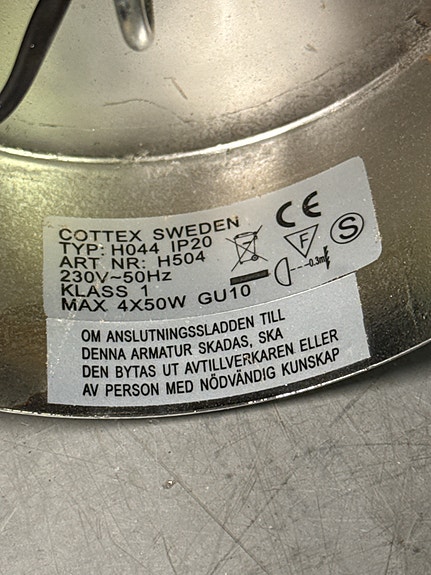 COTTEX SWEDEN
TYP: H044 IP20
ART NR: H504
230V~50Hz
KLASS 1
MAX 4X50W GU10
CE
F
S
-0.3m
OM ANSLUTNINGSSLADDEN TILL
DENNA ARMATUR SKADAS, SKA
DEN BYTAS UT AVTILLVERKAREN ELLER
AV PERSON MED NÖDVÄNDIG KUNSKAP